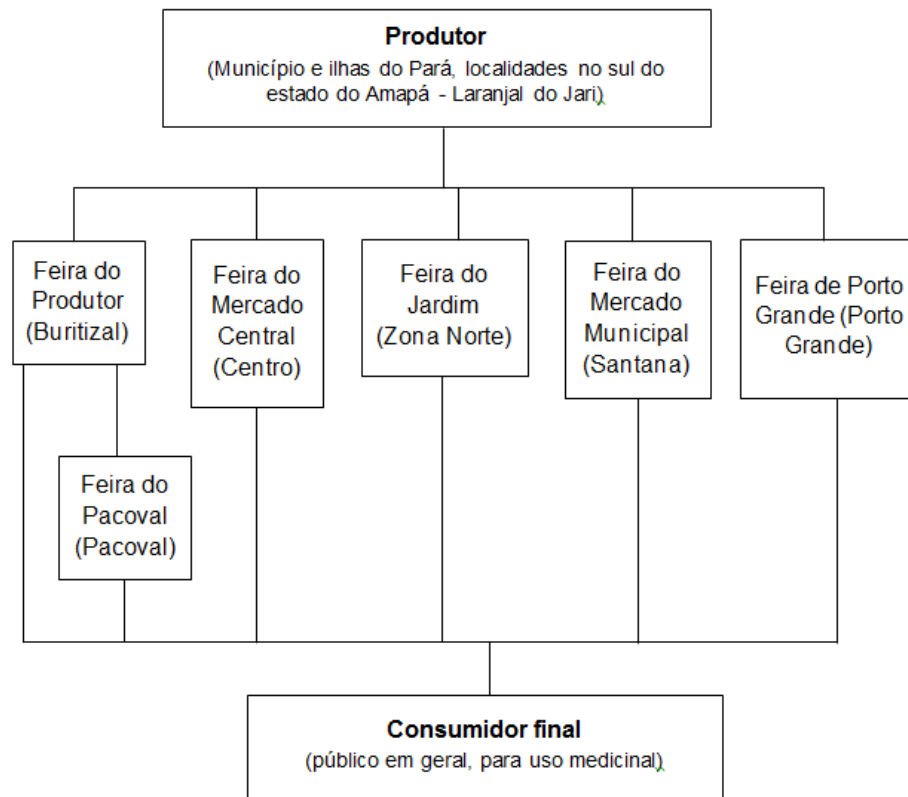 Produtor
(Município e ilhas do Pará, localidades no sul do
estado do Amapá - Laranjal do Jari)
Feira do
Produtor
(Buritizal)
Feira do
Mercado
Central
(Centro)
Feira do
Jardim
(Zona Norte)
Feira do
Mercado
Municipal
(Santana)
Feira de Porto
Grande (Porto
Grande)
Feira do
Pacoval
(Pacoval)
Consumidor final
(público em geral, para uso medicinal)